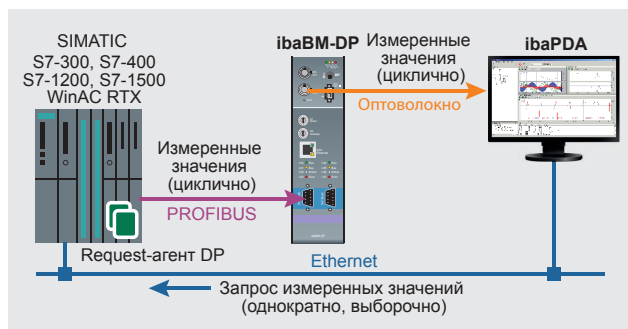 SIMATIC
S7-300, S7-400
S7-1200, S7-1500
WinAC RTX
ibaBM-DP
Измеренные
значения
(циклично)
Оптоволокно
ibaPDA
Измеренные
значения
(циклично)
PROFIBUS
Request-агент DP
Ethernet
Запрос измеренных значений
(однократно, выборочно)